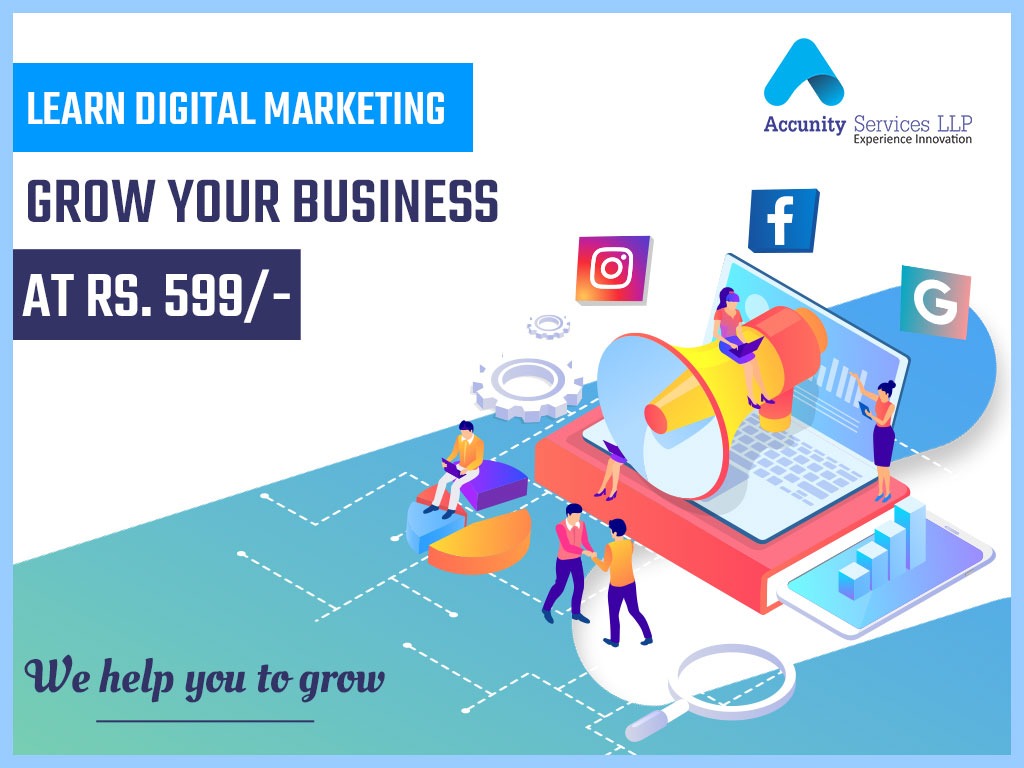 LEARN DIGITAL MARKETING
GROW YOUR BUSINESS
AT RS. 599/-
Accunity Services LLP
Experience Innovation
f
G
We help you to grow